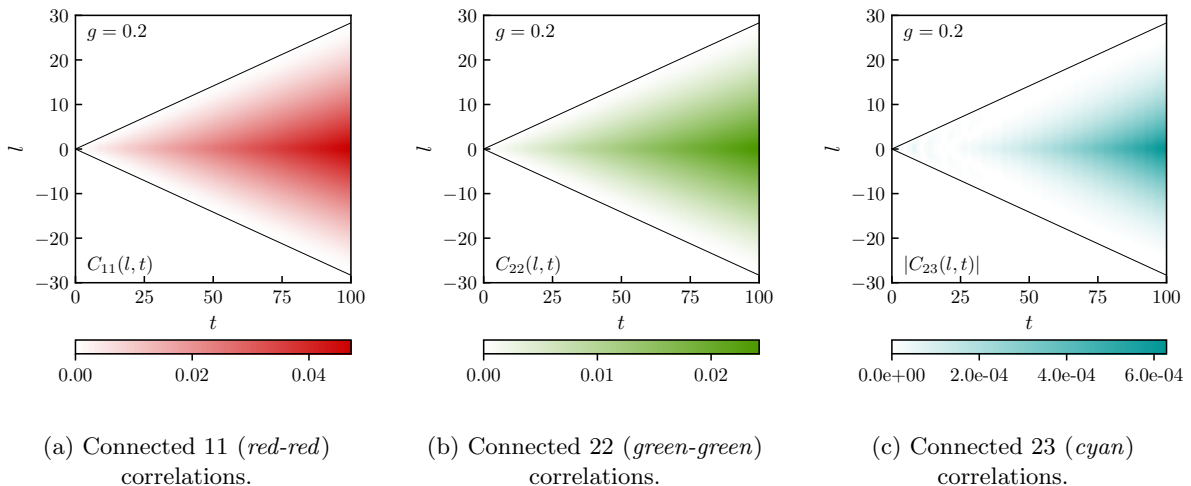 g = 0.2
30
20
10
0
−10
−20
−30
l
C₁₁(l, t)
0 25 50 75 100
t
0.00 0.02 0.04
(a) Connected 11 (red-red)
correlations.
g = 0.2
30
20
10
0
−10
−20
−30
l
C₂₂(l, t)
0 25 50 75 100
t
0.00 0.01 0.02
(b) Connected 22 (green-green)
correlations.
g = 0.2
30
20
10
0
−10
−20
−30
l
|C₂₃(l, t)|
0 25 50 75 100
t
0.0e+00 2.0e-04 4.0e-04 6.0e-04
(c) Connected 23 (cyan)
correlations.